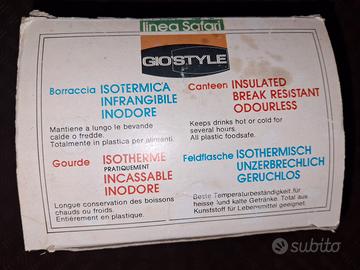 linea Safari
GIO'STYLE
Borraccia ISOTERMICA
INFRANGIBILE
INODORE
Mantiene a lungo le bevande
calde o fredde.
Totalmente in plastica per alimenti.
Canteen INSULATED
BREAK RESISTANT
ODOURLESS
Keeps drinks hot or cold for
several hours.
All plastic foodsafe.
Gourde ISOTHERME
PRATIQUEMENT
INCASSABLE
INODORE
Longue conservation des boissons
chauds ou froids.
Entièrement en plastique.
Feldflasche ISOTHERMISCH
UNZERBRECHLICH
GERUCHLOS
Beste Temperaturbeständigkeit für
heisse und kalte Getränke. Total aus
Kunststoff für Lebensmittel geeignet.
subito